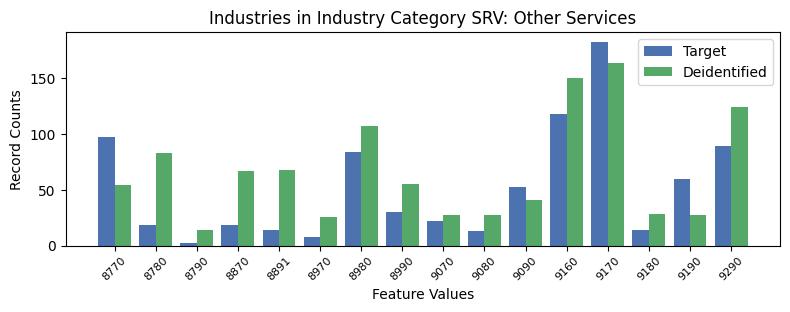 Industries in Industry Category SRV: Other Services
Target
Deidentified
Record Counts
150
100
50
0
8770 8780 8790 8870 8891 8970 8980 8990 9070 9080 9090 9160 9170 9180 9190 9290
Feature Values